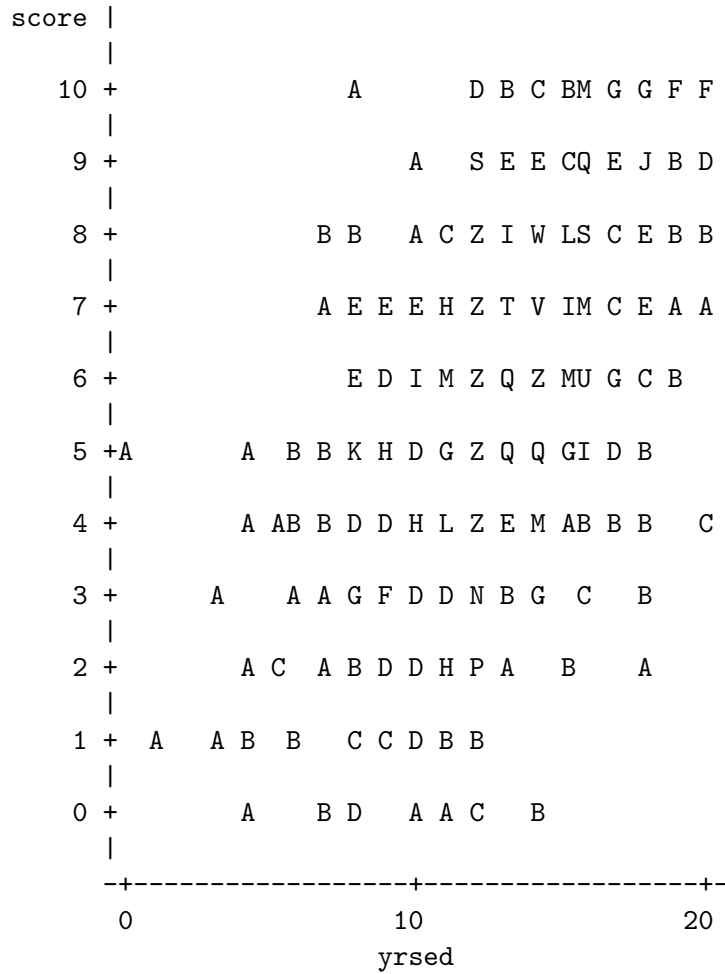 score |
|
10 + A D B C BM G G F F
|
9 + A S E E CQ E J B D
|
8 + B B A C Z I W LS C E B B
|
7 + A E E E H Z T V IM C E A A
|
6 + E D I M Z Q Z MU G C B
|
5 +A A B B K H D G Z Q Q GI D B
|
4 + A AB B D D H L Z E M AB B B C
|
3 + A A A G F D D N B G C B
|
2 + A C A B D D H P A B A
|
1 + A A B B C C D B B
|
0 + A B D A A C B
|
-+------------------+------------------+-
0 10 20
yrsed